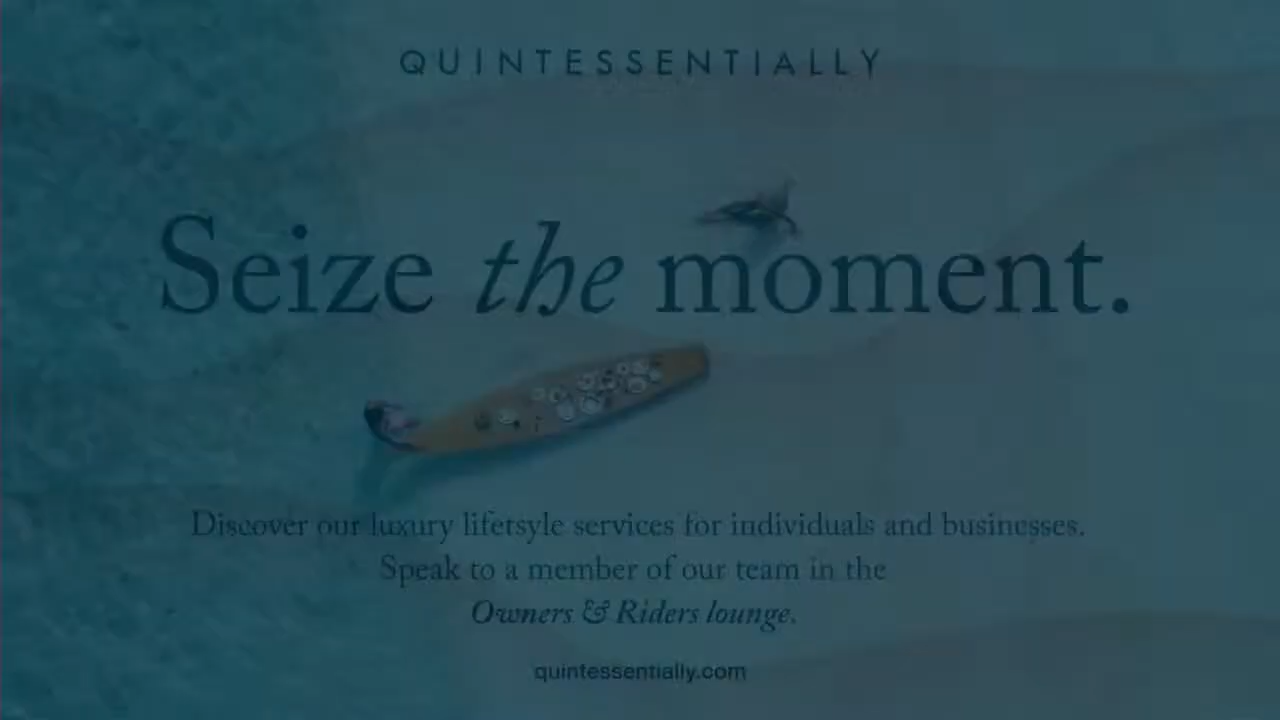 QUINTESSENTIALLY
Seize the moment.
Discover our luxury lifetsyle services for individuals and businesses.
Speak to a member of our team in the
Owners & Riders lounge.
quintessentially.com